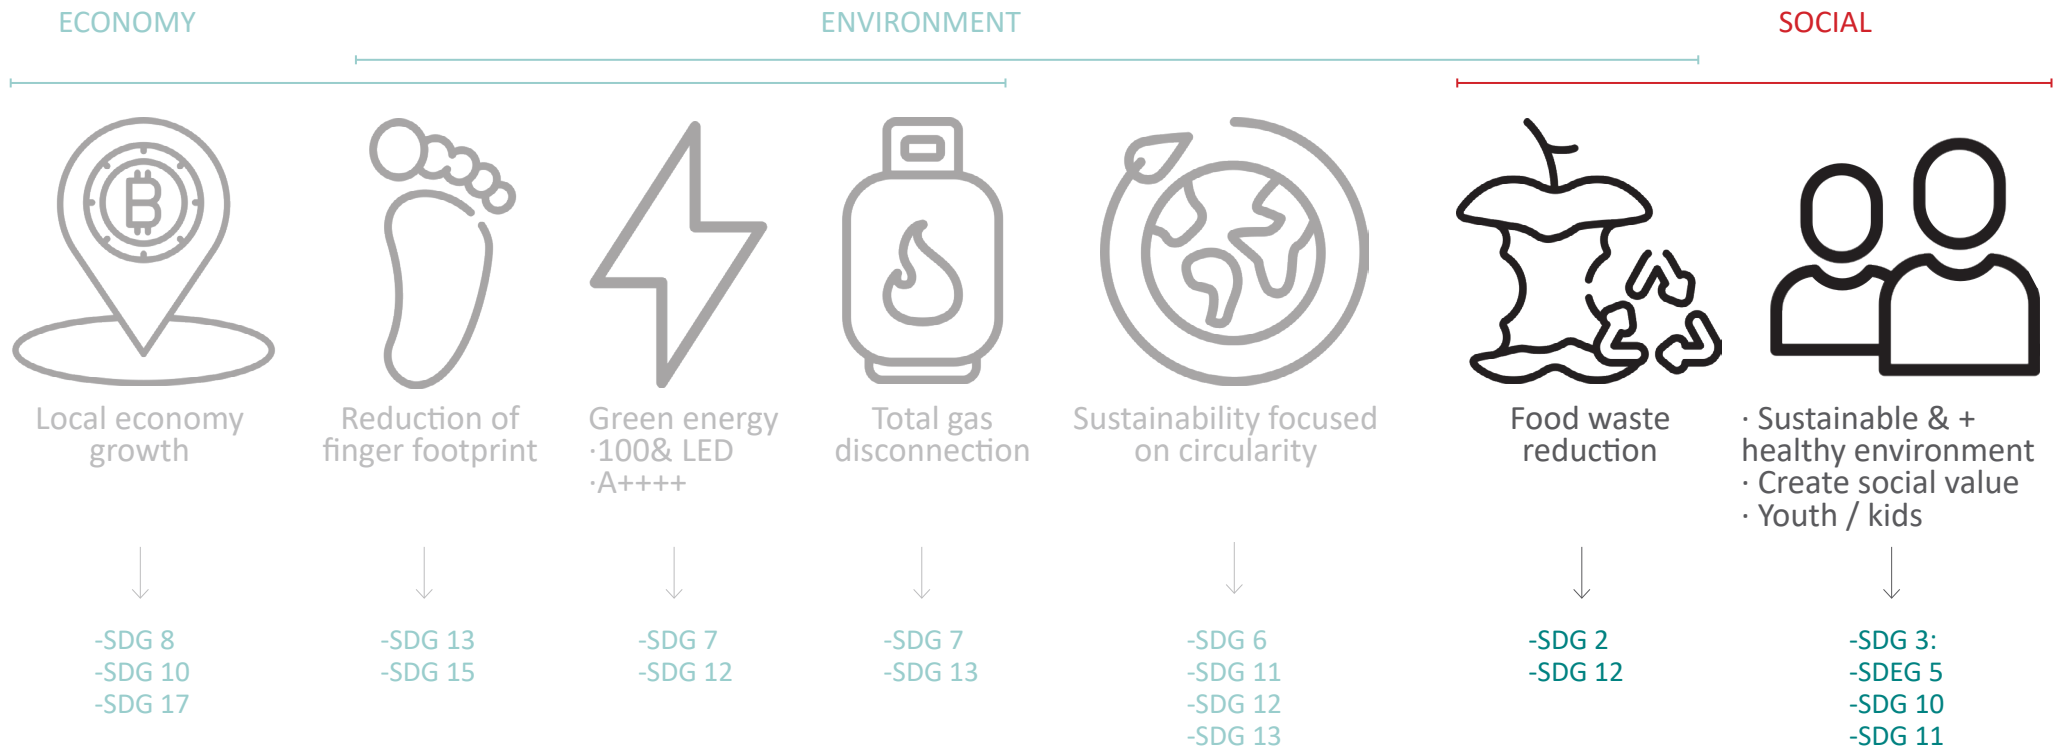 ECONOMY
ENVIRONMENT
SOCIAL
B
Local economy
growth
Reduction of
finger footprint
Green energy
·100& LED
·A++++
Total gas
disconnection
Sustainability focused
on circularity
Food waste
reduction
· Sustainable & +
healthy environment
· Create social value
· Youth / kids
-SDG 8
-SDG 10
-SDG 17
-SDG 13
-SDG 15
-SDG 7
-SDG 12
-SDG 7
-SDG 13
-SDG 6
-SDG 11
-SDG 12
-SDG 13
-SDG 2
-SDG 12
-SDG 3:
-SDEG 5
-SDG 10
-SDG 11